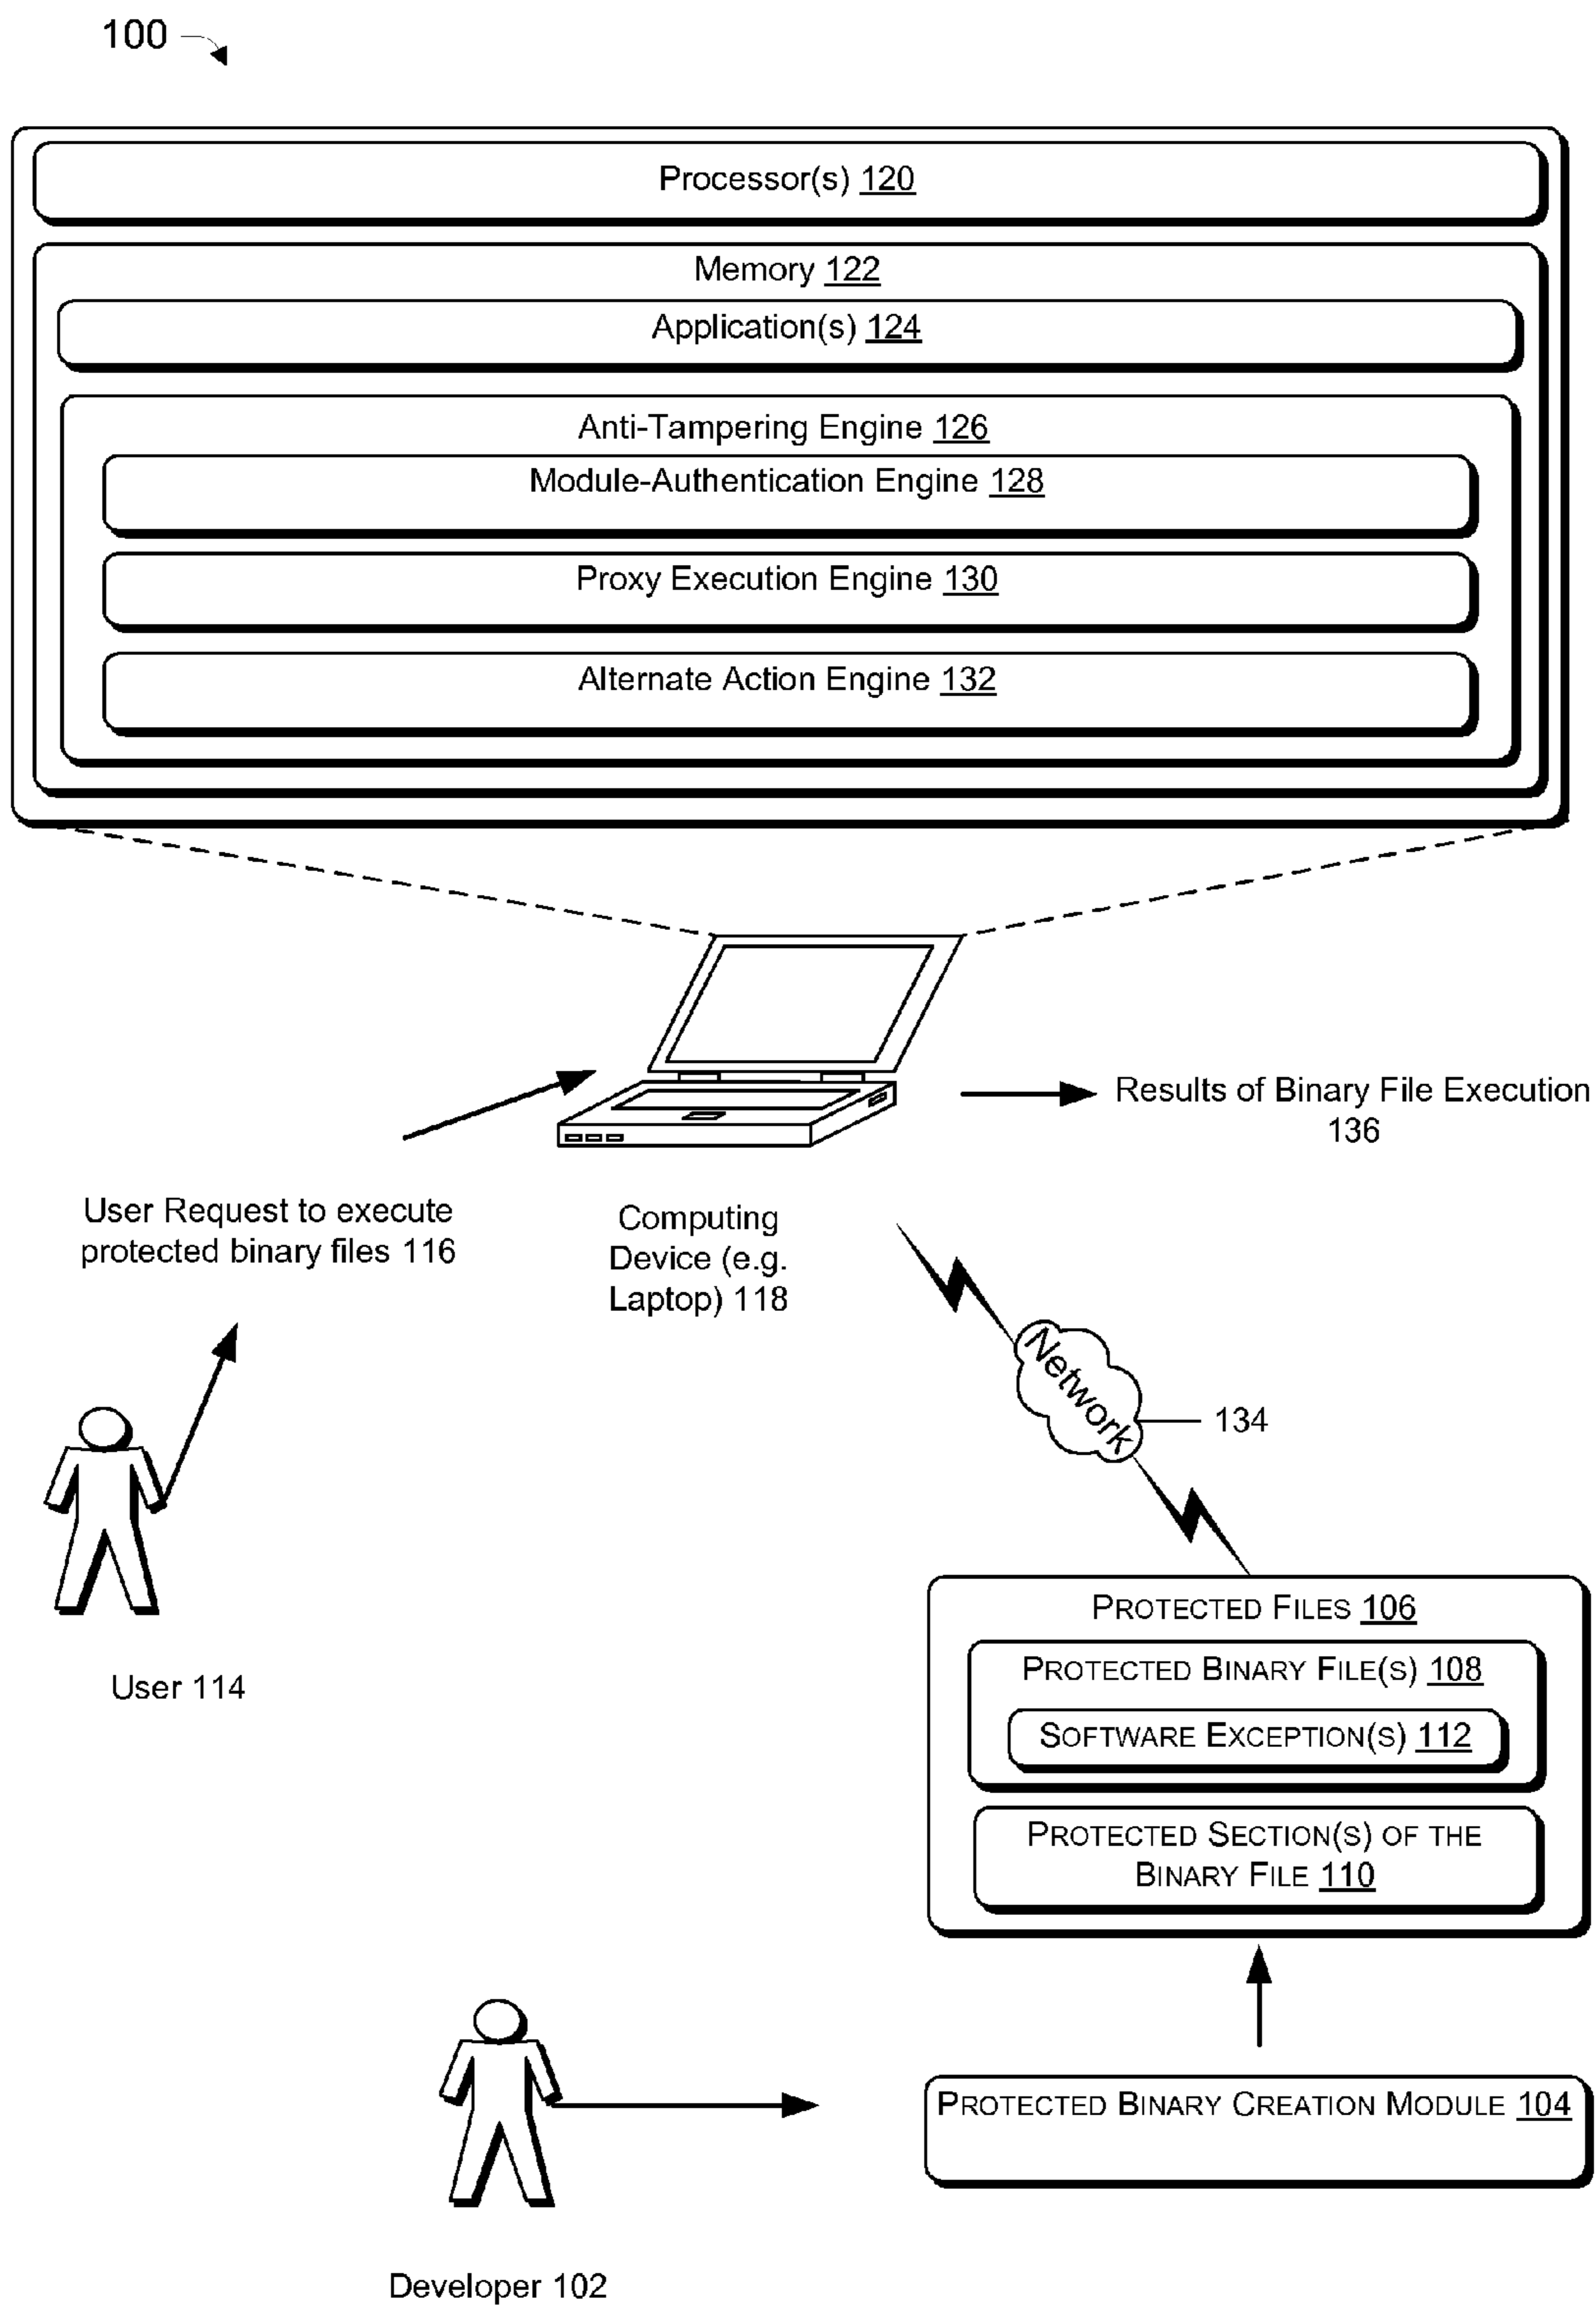 100
Processor(s) 120
Memory 122
Application(s) 124
Anti-Tampering Engine 126
Module-Authentication Engine 128
Proxy Execution Engine 130
Alternate Action Engine 132
Results of Binary File Execution
136
User Request to execute
protected binary files 116
Computing
Device (e.g.
Laptop) 118
Network
134
User 114
PROTECTED FILES 106
PROTECTED BINARY FILE(S) 108
SOFTWARE EXCEPTION(S) 112
PROTECTED SECTION(S) OF THE
BINARY FILE 110
PROTECTED BINARY CREATION MODULE 104
Developer 102